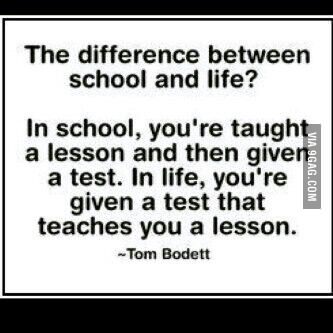 The difference between
school and life?
In school, you're taught
a lesson and then given
a test. In life, you're
given a test that
teaches you a lesson.
~Tom Bodett
VIA 9GAG.COM